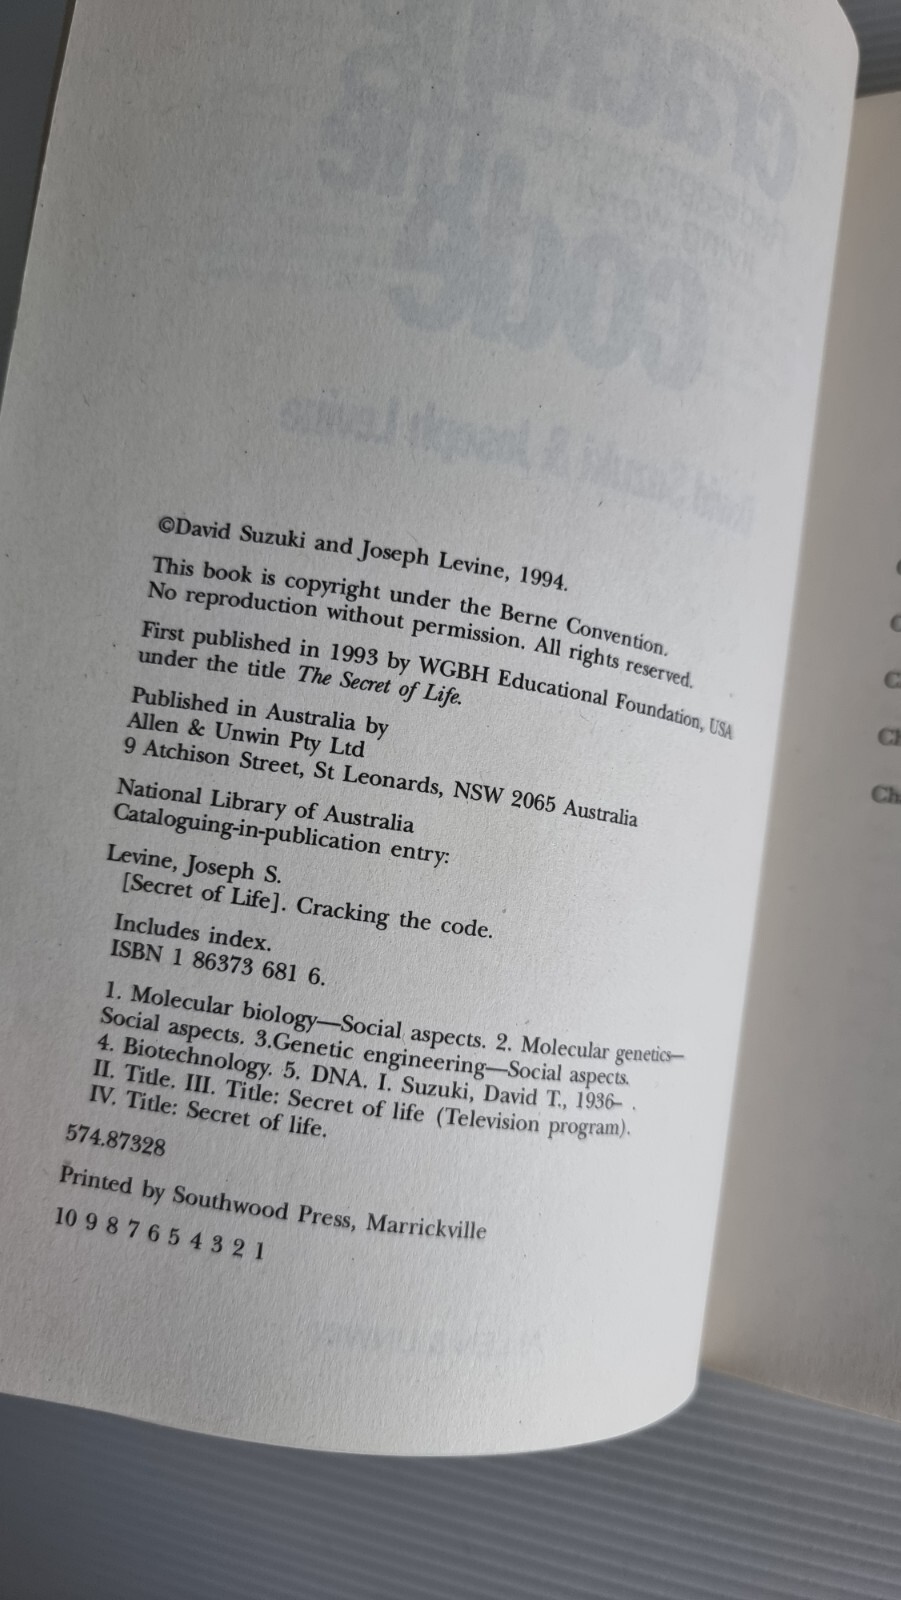 ©David Suzuki and Joseph Levine, 1994.
This book is copyright under the Berne Convention.
No reproduction without permission. All rights reserved.
First published in 1993 by WGBH Educational Foundation, USA
under the title The Secret of Life.
Published in Australia by
Allen & Unwin Pty Ltd
9 Atchison Street, St Leonards, NSW 2065 Australia
National Library of Australia
Cataloguing-in-publication entry:
Levine, Joseph S.
[Secret of Life]. Cracking the code.
Includes index.
ISBN 1 86373 681 6.
1. Molecular biology—Social aspects. 2. Molecular genetics—
Social aspects. 3.Genetic engineering—Social aspects.
4. Biotechnology. 5. DNA. I. Suzuki, David T., 1936– .
II. Title. III. Title: Secret of life (Television program).
IV. Title: Secret of life.
574.87328
Printed by Southwood Press, Marrickville
10 9 8 7 6 5 4 3 2 1